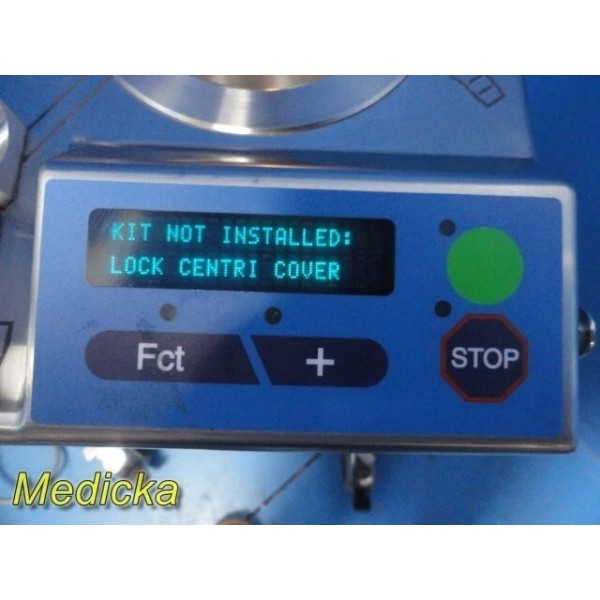 KIT NOT INSTALLED:
LOCK CENTRI COVER
Fct
+
STOP
Medicka